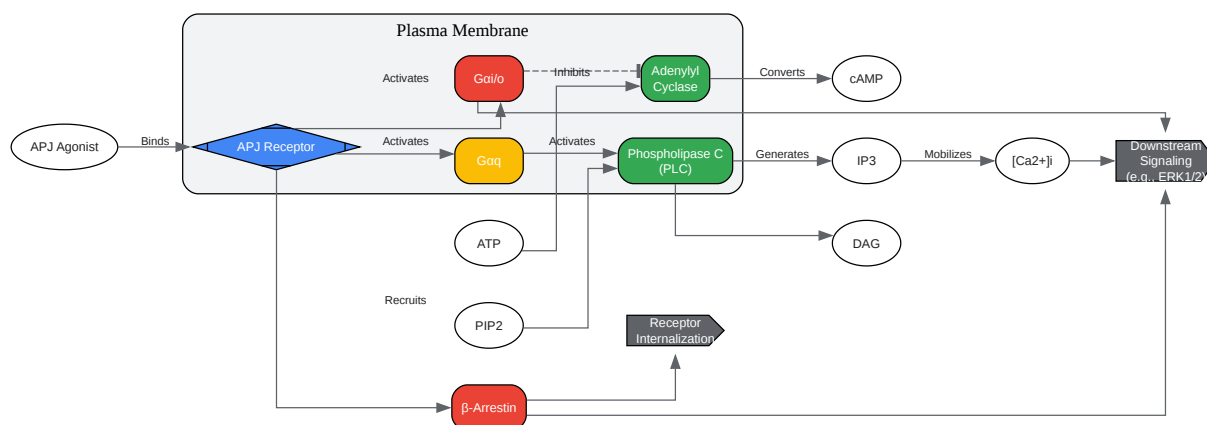 Plasma Membrane
Activates
Gαi/o
Inhibits
Adenylyl
Cyclase
Converts
cAMP
APJ Agonist
Binds
APJ Receptor
Activates
Gαq
Activates
Phospholipase C
(PLC)
Generates
IP3
Mobilizes
[Ca2+]i
Downstream
Signaling
(e.g., ERK1/2)
ATP
DAG
Recruits
PIP2
Receptor
Internalization
β-Arrestin